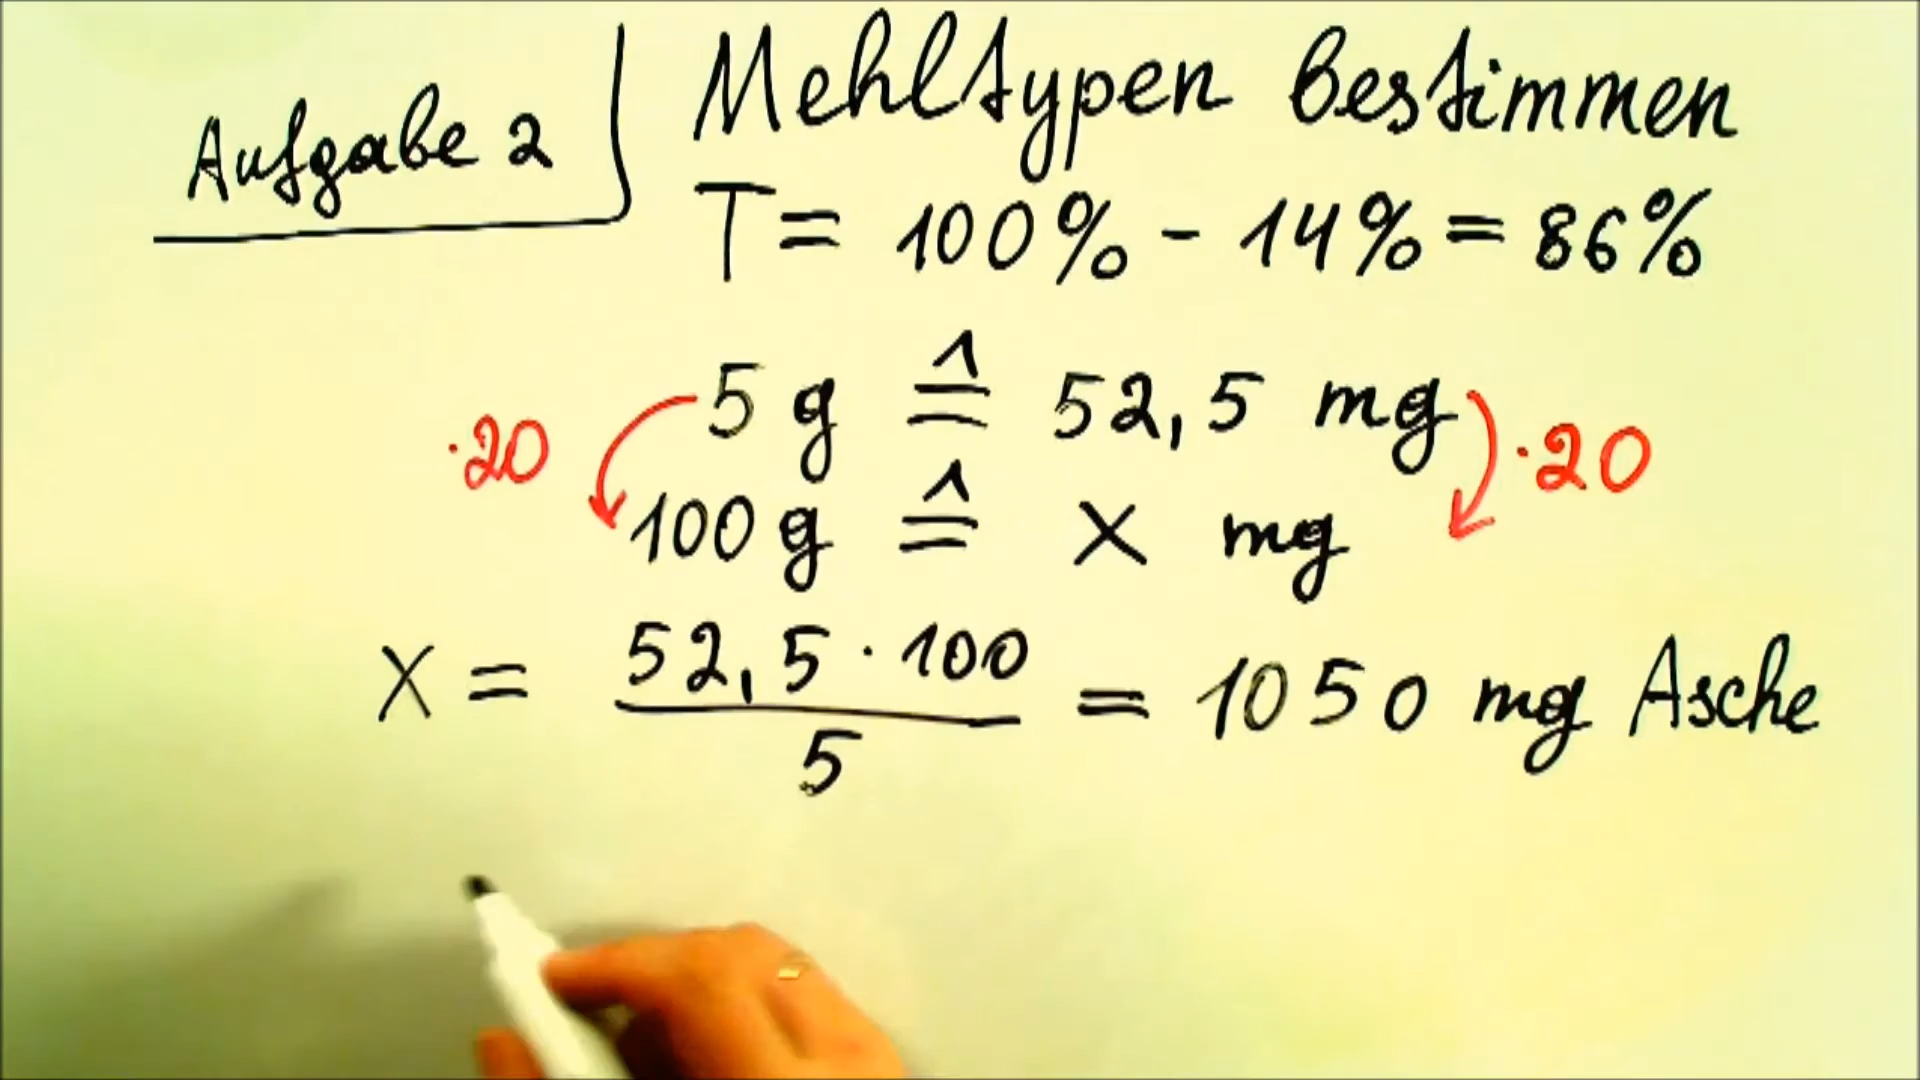 Aufgabe 2
Mehltypen bestimmen
T = 100% - 14% = 86%
5 g ≙ 52,5 mg
·20
·20
100 g ≙ x mg
x = 52,5 · 100 / 5 = 1050 mg Asche